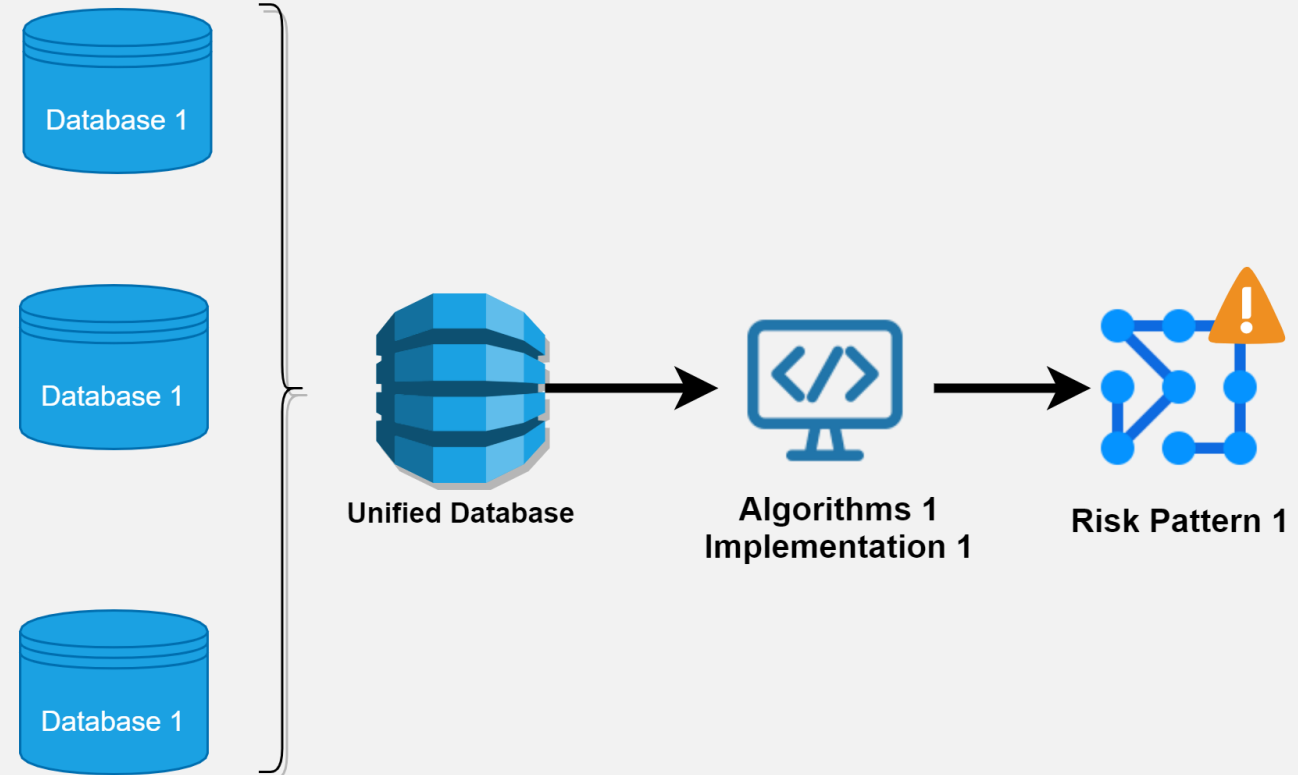 Database 1
Database 1
Database 1
Unified Database
Algorithms 1
Implementation 1
Risk Pattern 1